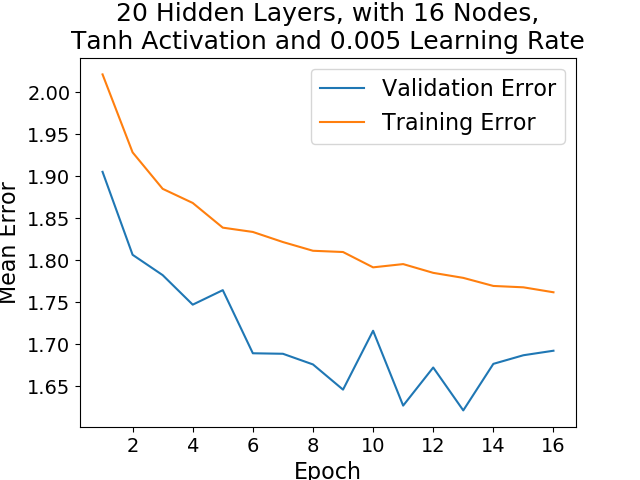 20 Hidden Layers, with 16 Nodes,
Tanh Activation and 0.005 Learning Rate
Validation Error
Training Error
Mean Error
2.00
1.95
1.90
1.85
1.80
1.75
1.70
1.65
2 4 6 8 10 12 14 16
Epoch